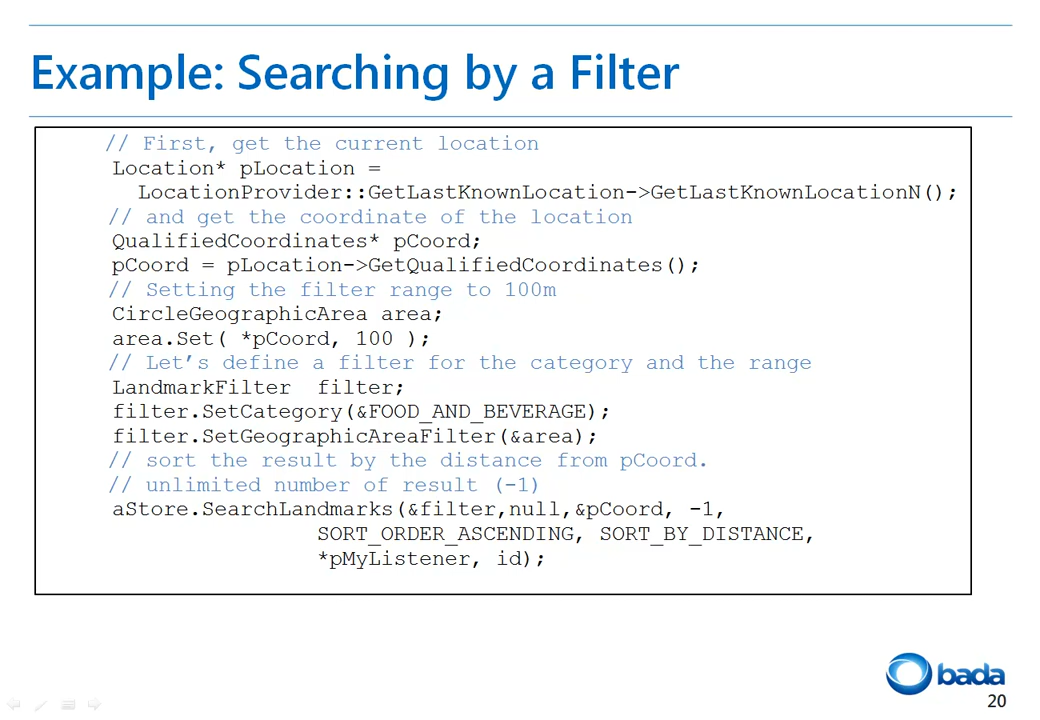 Example: Searching by a Filter
// First, get the current location
Location* pLocation =
LocationProvider::GetLastKnownLocation->GetLastKnownLocationN();
// and get the coordinate of the location
QualifiedCoordinates* pCoord;
pCoord = pLocation->GetQualifiedCoordinates();
// Setting the filter range to 100m
CircleGeographicArea area;
area.Set( *pCoord, 100 );
// Let’s define a filter for the category and the range
LandmarkFilter  filter;
filter.SetCategory(&FOOD_AND_BEVERAGE);
filter.SetGeographicAreaFilter(&area);
// sort the result by the distance from pCoord.
// unlimited number of result (-1)
aStore.SearchLandmarks(&filter,null,&pCoord, -1,
SORT_ORDER_ASCENDING, SORT_BY_DISTANCE,
*pMyListener, id);
bada
20